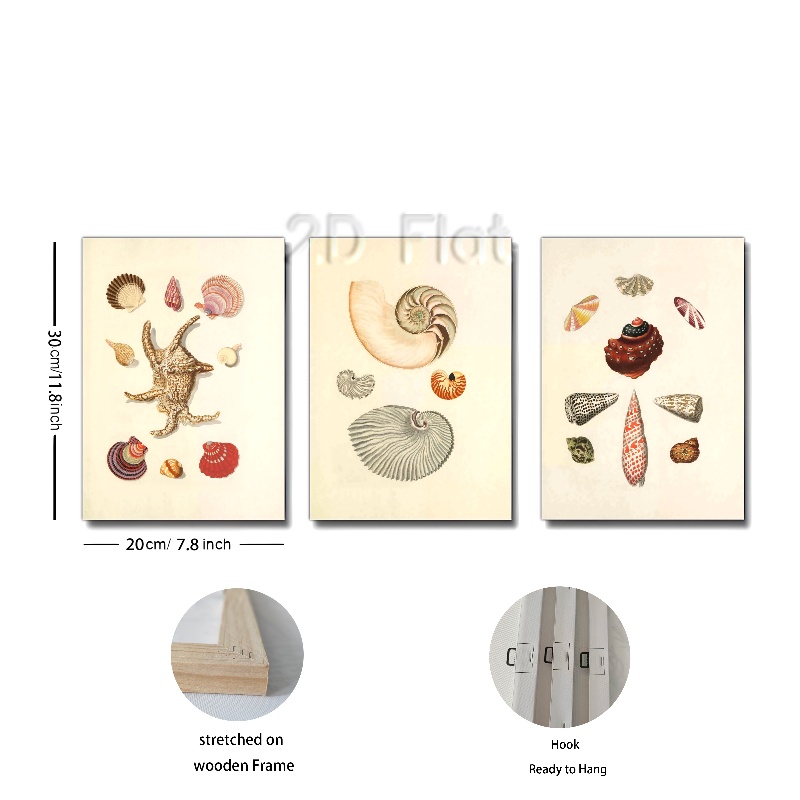 2D Flat
30cm/11.8inch
20cm/ 7.8 inch
stretched on
wooden Frame
Hook
Ready to Hang